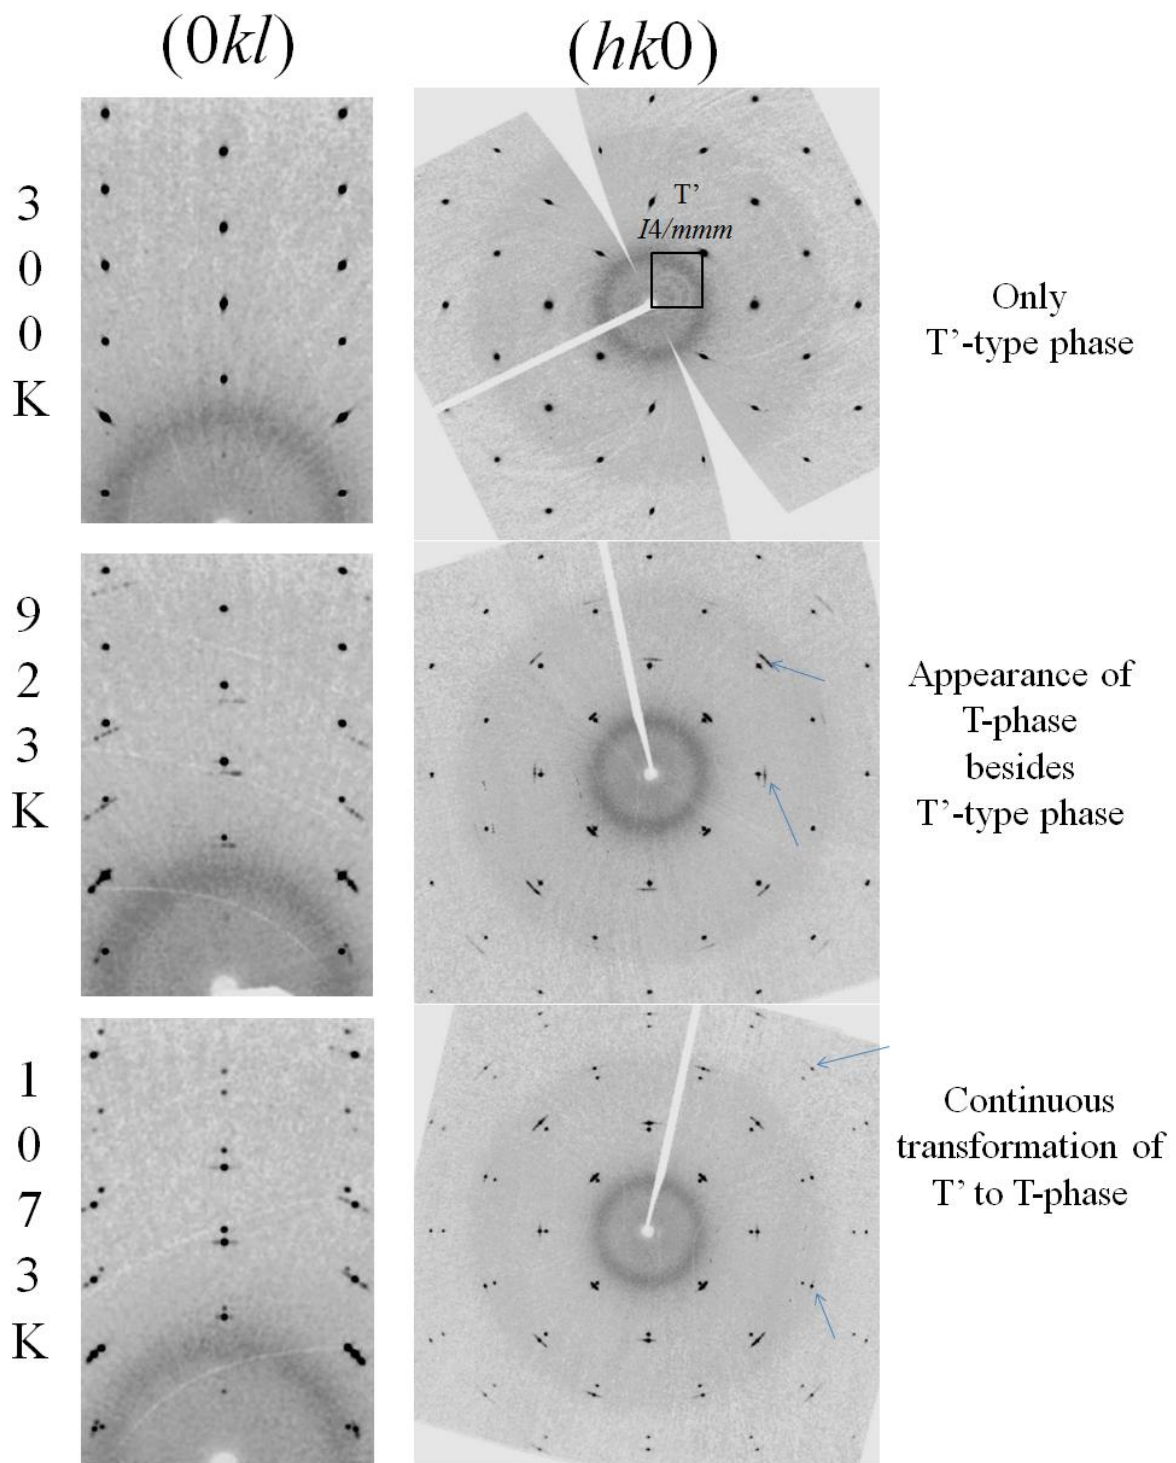 (0kl)
(hk0)
3
0
0
K
T’
I4/mmm
Only
T’-type phase
9
2
3
K
Appearance of
T-phase
besides
T’-type phase
1
0
7
3
K
Continuous
transformation of
T’ to T-phase